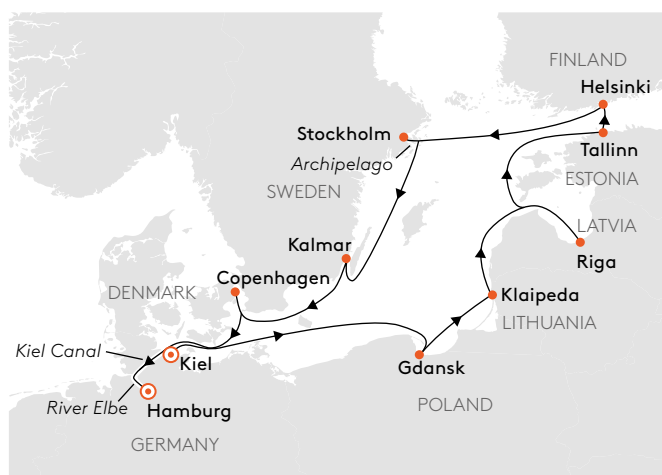 FINLAND
Helsinki
Stockholm
Tallinn
Archipelago
ESTONIA
SWEDEN
LATVIA
Kalmar
Riga
Copenhagen
DENMARK
Klaipeda
LITHUANIA
Kiel Canal
Kiel
Gdansk
River Elbe
Hamburg
POLAND
GERMANY